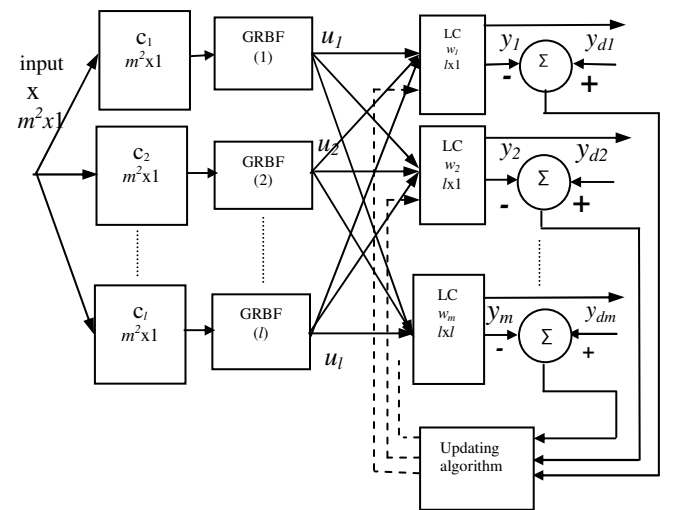 input
x
m²x1
c₁
m²x1
GRBF
(1)
u₁
LC
w₁
lx1
y₁
Σ
y_d1
-
+
c₂
m²x1
GRBF
(2)
u₂
LC
w₂
lx1
y₂
Σ
y_d2
-
+
c_l
m²x1
GRBF
(l)
u_l
LC
w_m
lxl
y_m
Σ
y_dm
-
+
Updating
algorithm